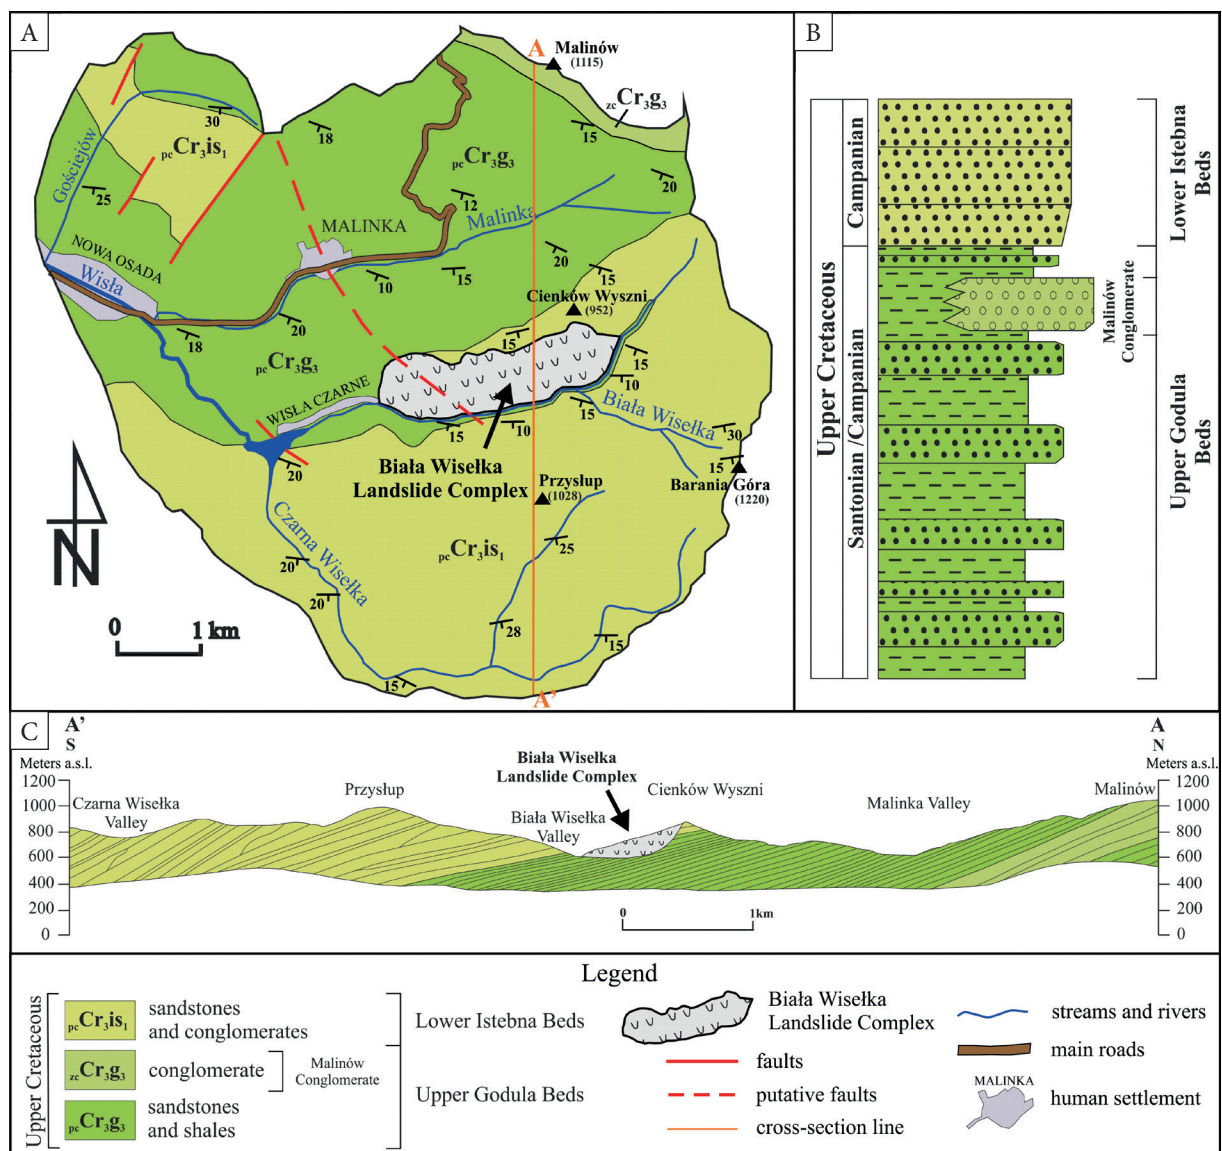 A
A
Malinów
(1115)
zcCr3g3
15
30
pcCr3is1
18
pcCr3g3
Gościejów
25
12
20
Malinka
MALINKA
NOWA OSADA
Wisła
10
15
20
15
Cienków Wyszni
(952)
20
18
15
15
pcCr3g3
10
WISŁA CZARNE
15
Biała Wisełka
15
10
30
20
Biała Wisełka
Landslide Complex
15
Barania Góra
(1220)
Przysłup
(1028)
pcCr3is1
25
Czarna Wisełka
20
20
28
15
15
A'
N
0
1 km
B
Upper Cretaceous
Campanian
Santonian /Campanian
Lower Istebna
Beds
Malinów
Conglomerate
Upper Godula
Beds
C
A'
S
Meters a.s.l.
1200
1000
800
600
400
200
0
Czarna Wisełka
Valley
Przysłup
Biała Wisełka
Landslide Complex
Biała Wisełka
Valley
Cienków Wyszni
Malinka Valley
Malinów
A
N
Meters a.s.l.
1200
1000
800
600
400
200
0
0
1km
Legend
Upper Cretaceous
pcCr3is1
sandstones
and conglomerates
Lower Istebna Beds
zcCr3g3
conglomerate
Malinów
Conglomerate
pcCr3g3
sandstones
and shales
Upper Godula Beds
Biała Wisełka
Landslide Complex
faults
putative faults
cross-section line
streams and rivers
main roads
MALINKA
human settlement